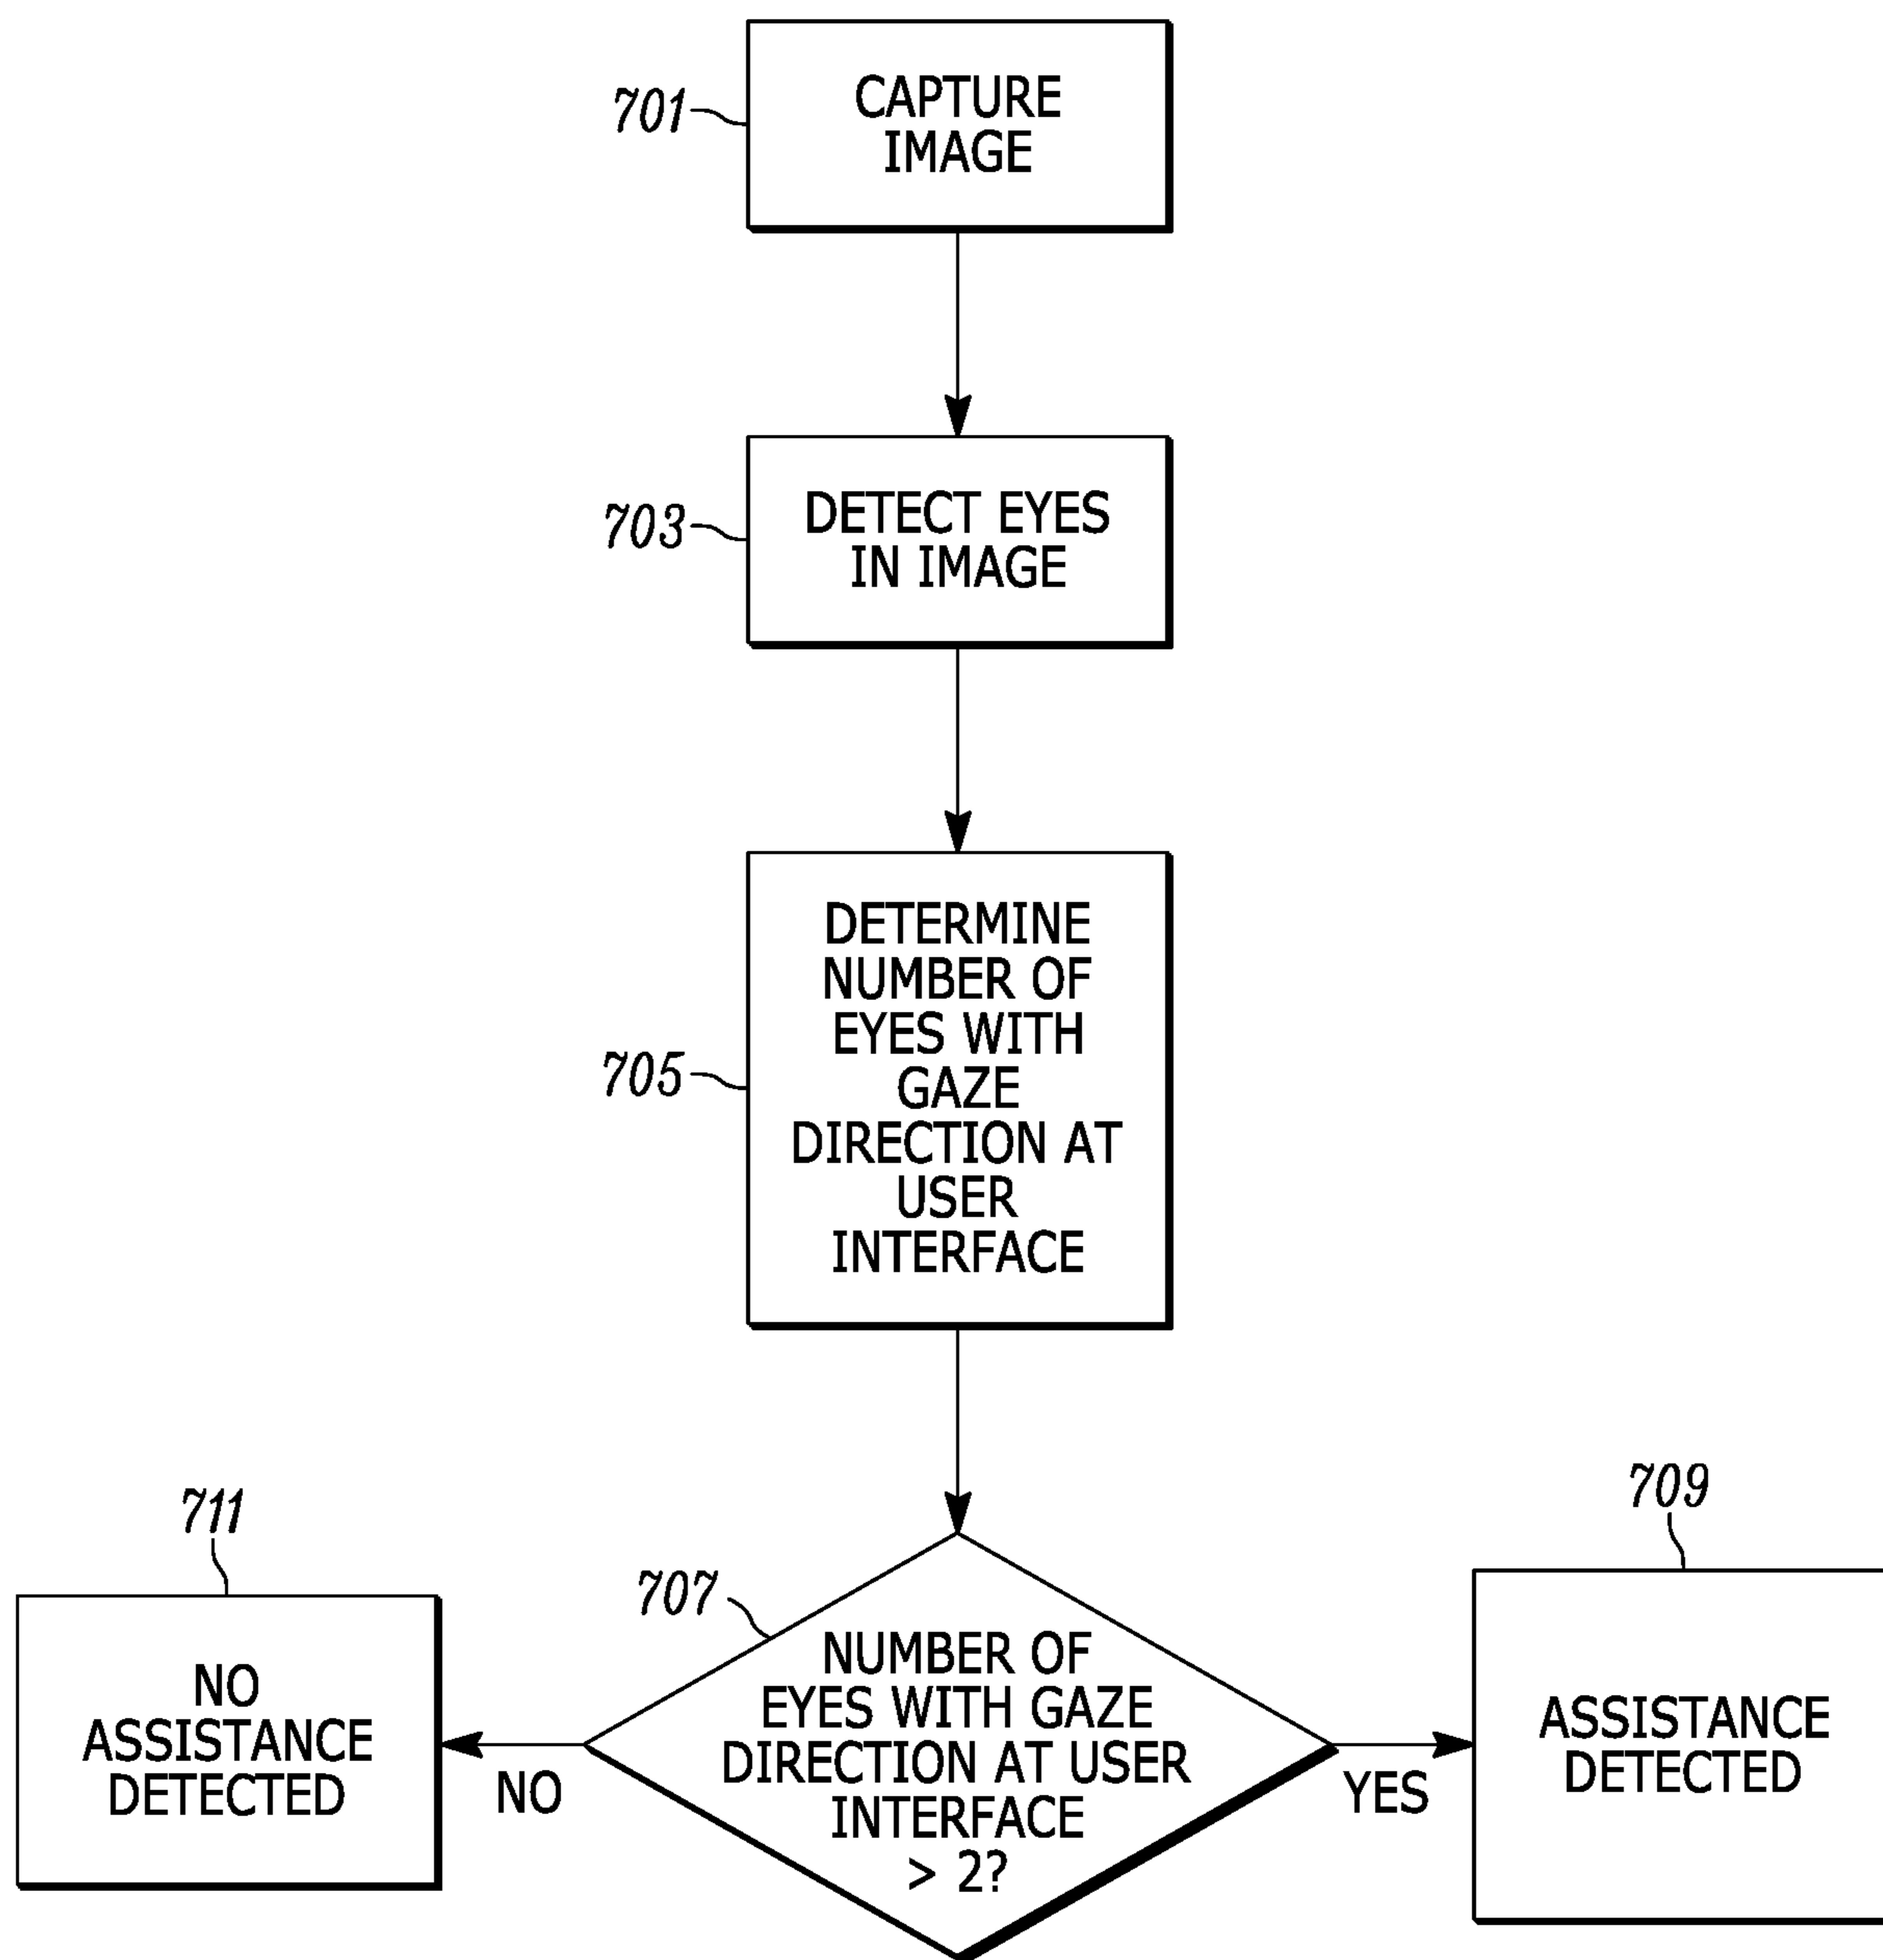 701
CAPTURE
IMAGE
703
DETECT EYES
IN IMAGE
705
DETERMINE
NUMBER OF
EYES WITH
GAZE
DIRECTION AT
USER
INTERFACE
711
NO
ASSISTANCE
DETECTED
NO
707
NUMBER OF
EYES WITH GAZE
DIRECTION AT USER
INTERFACE
> 2?
YES
709
ASSISTANCE
DETECTED